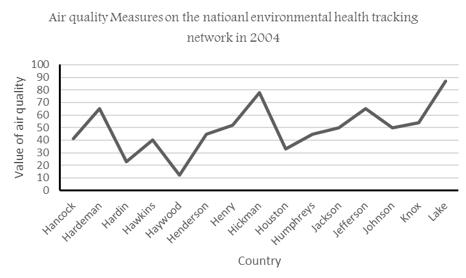 Air quality Measures on the natioanl environmental health tracking
network in 2004
Value of air quality
100
90
80
70
60
50
40
30
20
10
0
Hancock
Hardeman
Hardin
Hawkins
Haywood
Henderson
Henry
Hickman
Houston
Humphreys
Jackson
Jefferson
Johnson
Knox
Lake
Country